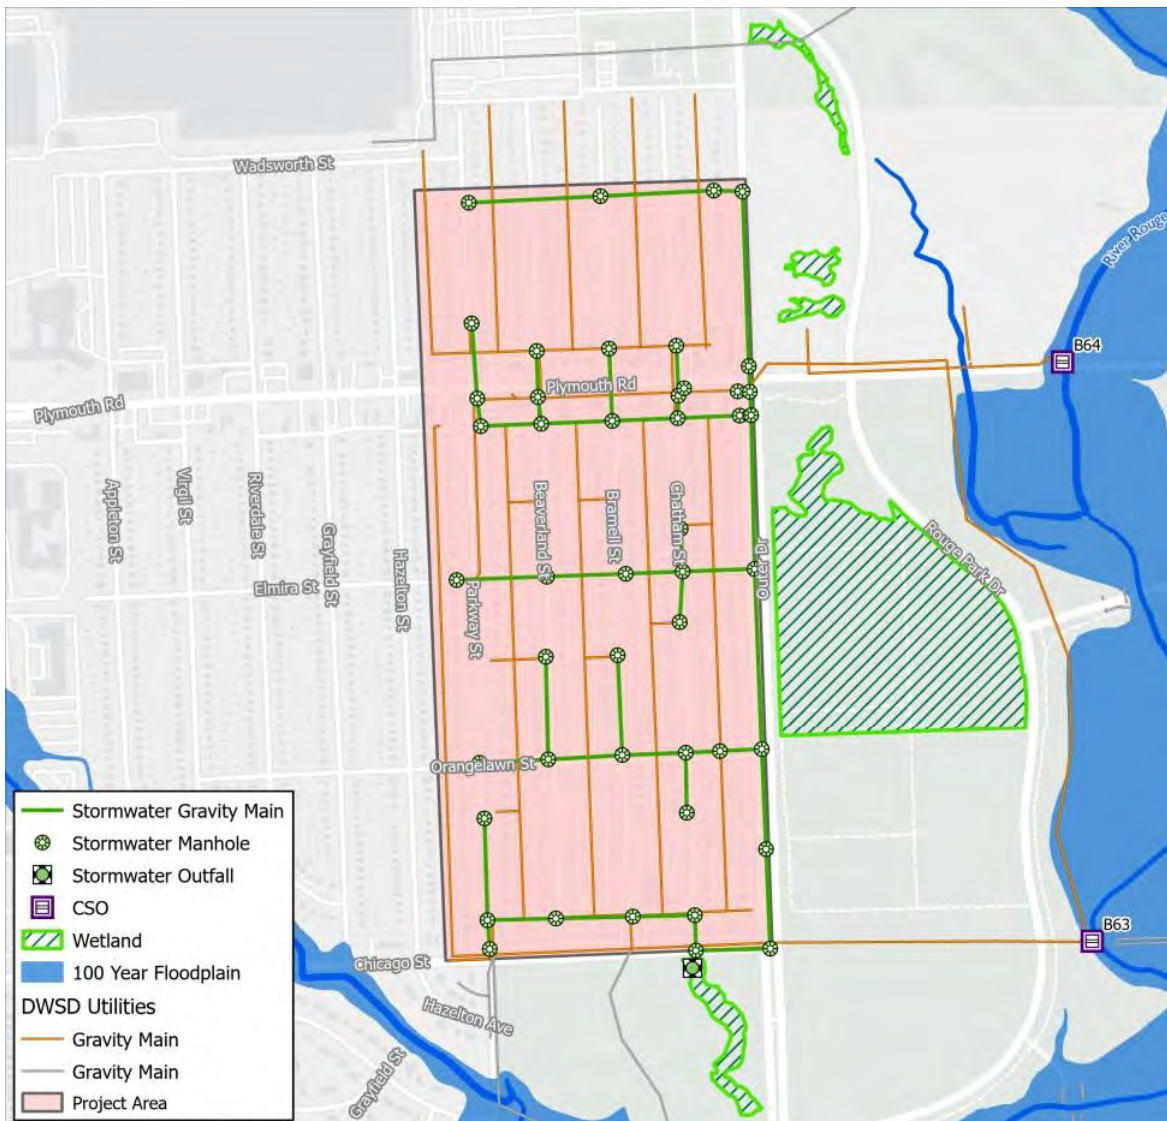 Wadsworth St
River Rouge
B64
Plymouth Rd
Plymouth Rd
Appleton St
Virgil St
Riverdale St
Grayfield St
Hazelton St
Parkway St
Beaverland St
Bramell St
Chatham St
Outer Dr
Rouge Park Dr
Elmira St
Orangelawn St
B63
Chicago St
Hazelton Ave
Grayfield St
Stormwater Gravity Main
Stormwater Manhole
Stormwater Outfall
CSO
Wetland
100 Year Floodplain
DWSD Utilities
Gravity Main
Gravity Main
Project Area